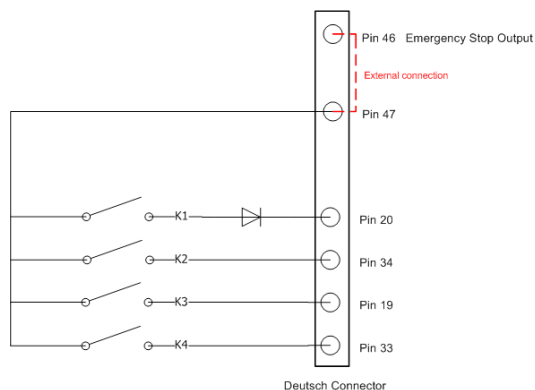 Pin 46 Emergency Stop Output
External connection
Pin 47
K1
Pin 20
K2
Pin 34
K3
Pin 19
K4
Pin 33
Deutsch Connector